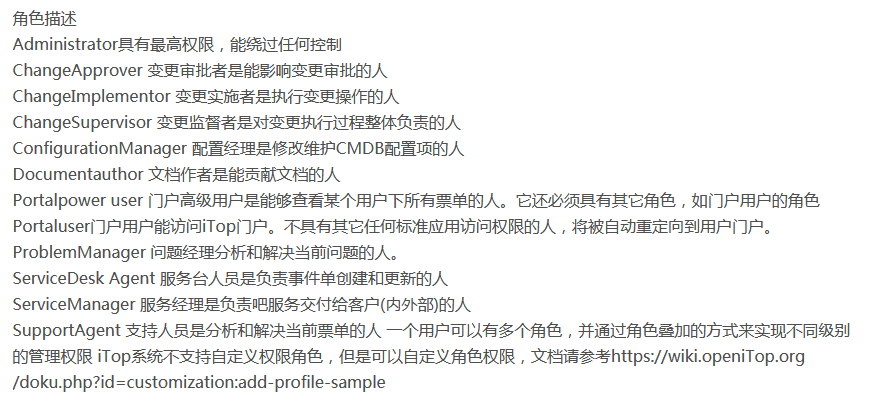 角色描述
Administrator具有最高权限，能绕过任何控制
ChangeApprover 变更审批者是能影响变更审批的人
ChangeImplementor 变更实施者是执行变更操作的人
ChangeSupervisor 变更监督者是对变更执行过程整体负责的人
ConfigurationManager 配置经理是修改维护CMDB配置项的人
Documentauthor 文档作者是能贡献文档的人
Portalpower user 门户高级用户是能够查看某个用户下所有票单的人。它还必须具有其它角色，如门户用户的角色
Portaluser门户用户能访问iTop门户。不具有其它任何标准应用访问权限的人，将被自动重定向到用户门户。
ProblemManager 问题经理分析和解决当前问题的人。
ServiceDesk Agent 服务台人员是负责事件单创建和更新的人
ServiceManager 服务经理是负责吧服务交付给客户(内外部)的人
SupportAgent 支持人员是分析和解决当前票单的人 一个用户可以有多个角色，并通过角色叠加的方式来实现不同级别
的管理权限 iTop系统不支持自定义权限角色，但是可以自定义角色权限，文档请参考https://wiki.openiTop.org
/doku.php?id=customization:add-profile-sample